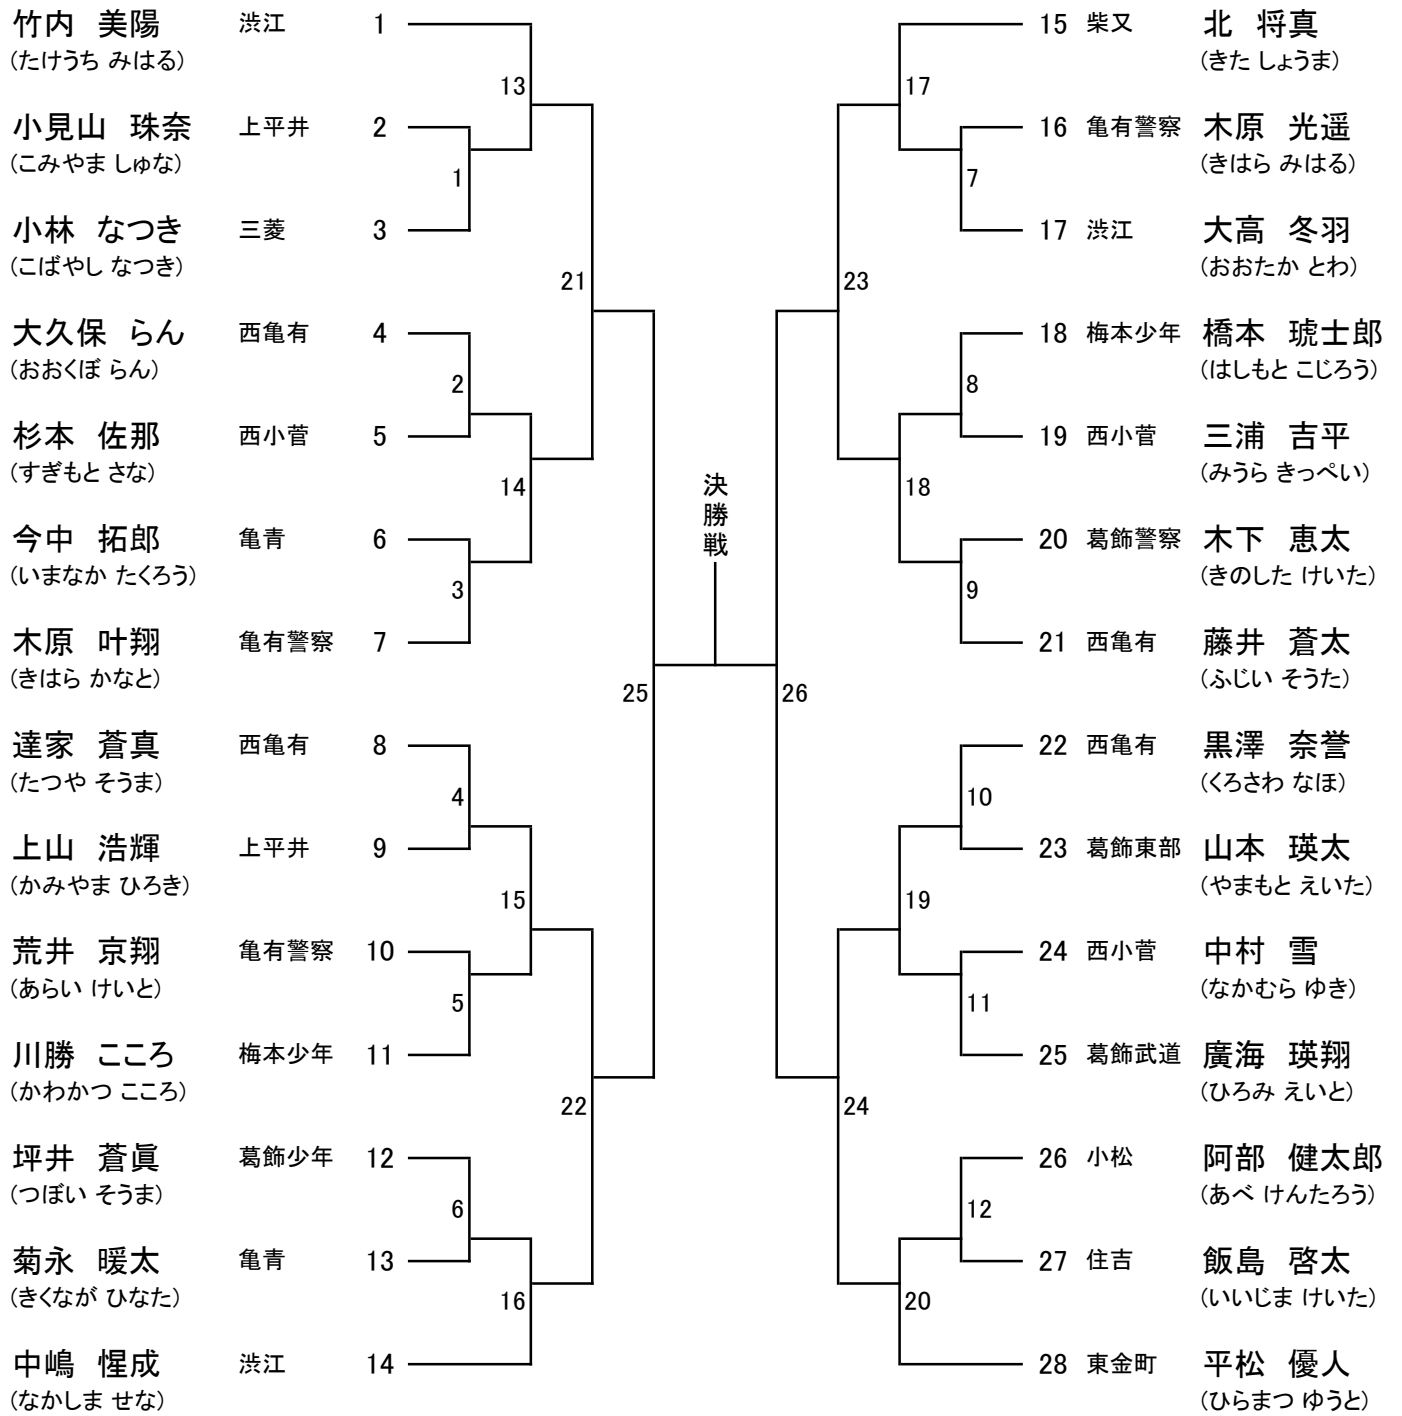 竹内 美陽 渋江 1
(たけうち みはる)
小見山 珠奈 上平井 2
(こみやま しゅな)
小林 なつき 三菱 3
(こばやし なつき)
大久保 らん 西亀有 4
(おおくぼ らん)
杉本 佐那 西小菅 5
(すぎもと さな)
今中 拓郎 亀青 6
(いまなか たくろう)
木原 叶翔 亀有警察 7
(きはら かなと)
達家 蒼真 西亀有 8
(たつや そうま)
上山 浩輝 上平井 9
(かみやま ひろき)
荒井 京翔 亀有警察 10
(あらい けいと)
川勝 こころ 梅本少年 11
(かわかつ こころ)
坪井 蒼眞 葛飾少年 12
(つぼい そうま)
菊永 暖太 亀青 13
(きくなが ひなた)
中嶋 惺成 渋江 14
(なかしま せな)
13
1
21
2
14
3
25
4
15
5
22
6
16
決勝戦
17
7
23
8
18
9
26
10
19
11
24
12
20
15 柴又 北 将真
(きた しょうま)
16 亀有警察 木原 光遥
(きはら みはる)
17 渋江 大高 冬羽
(おおたか とわ)
18 梅本少年 橋本 琥士郎
(はしもと こじろう)
19 西小菅 三浦 吉平
(みうら きっぺい)
20 葛飾警察 木下 恵太
(きのした けいた)
21 西亀有 藤井 蒼太
(ふじい そうた)
22 西亀有 黒澤 奈誉
(くろさわ なほ)
23 葛飾東部 山本 瑛太
(やまもと えいた)
24 西小菅 中村 雪
(なかむら ゆき)
25 葛飾武道 廣海 瑛翔
(ひろみ えいと)
26 小松 阿部 健太郎
(あべ けんたろう)
27 住吉 飯島 啓太
(いいじま けいた)
28 東金町 平松 優人
(ひらまつ ゆうと)